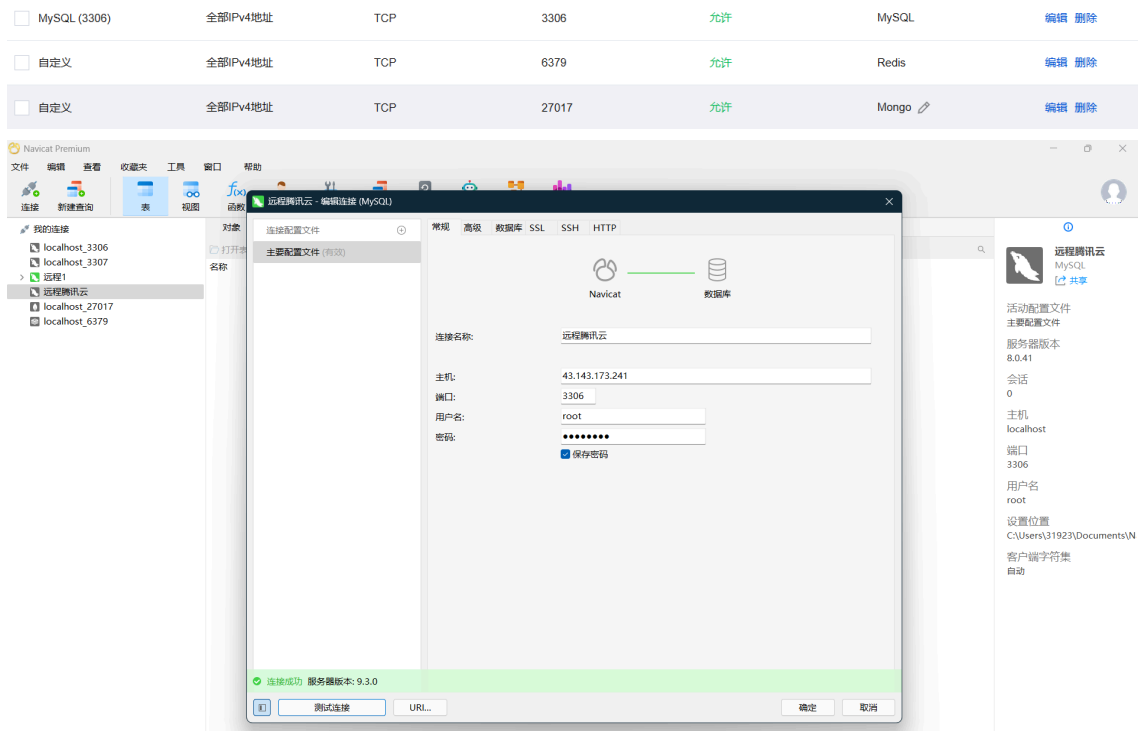 MySQL (3306) 全部IPv4地址 TCP 3306 允许 MySQL 编辑 删除
自定义 全部IPv4地址 TCP 6379 允许 Redis 编辑 删除
自定义 全部IPv4地址 TCP 27017 允许 Mongo 编辑 删除
Navicat Premium
文件 编辑 查看 收藏夹 工具 窗口 帮助
f(x)
连接 新建查询 表 视图 函数
远程腾讯云 - 编辑连接 (MySQL)
我的连接
localhost_3306
localhost_3307
远程1
远程腾讯云
localhost_27017
localhost_6379
对象
打开表
名称
连接配置文件
主要配置文件 (有效)
常规 高级 数据库 SSL SSH HTTP
Navicat 数据库
连接名称: 远程腾讯云
主机: 43.143.173.241
端口: 3306
用户名: root
密码: ●●●●●●●●
保存密码
连接成功 服务器版本: 9.3.0
测试连接 URI... 确定 取消
远程腾讯云
MySQL
共享
活动配置文件
主要配置文件
服务器版本
8.0.41
会话
0
主机
localhost
端口
3306
用户名
root
设置位置
C:\Users\31923\Documents\N
客户端字符集
自动